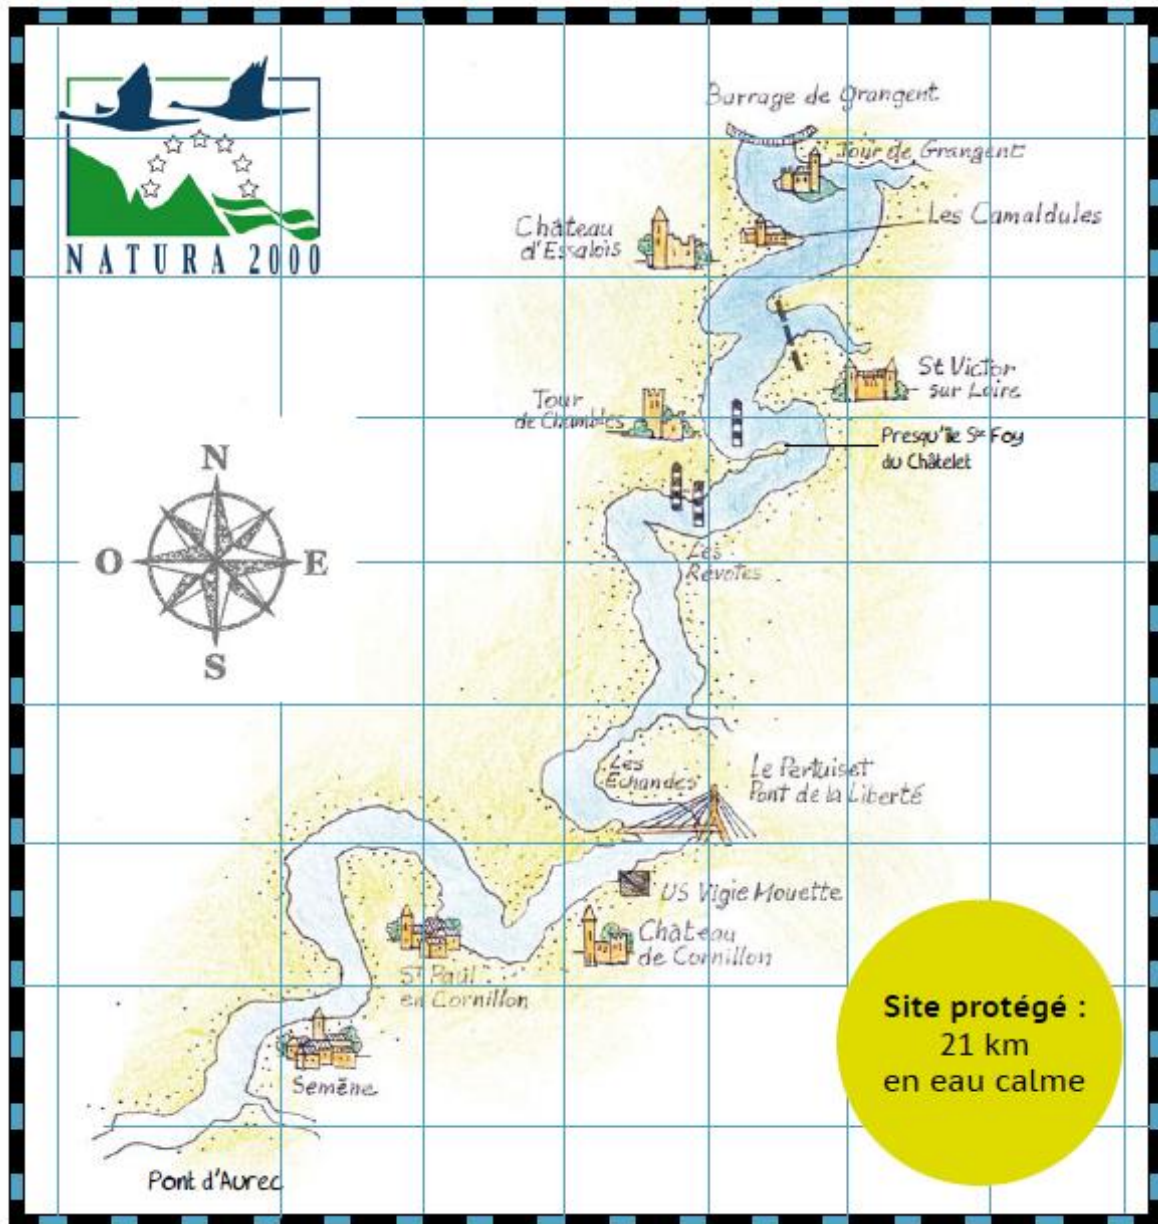 NATURA 2000
Barrage de Grangent
Tour de Grangent
Les Camaldules
Château
d'Essalois
St Victor
sur Loire
Tour
de Chambles
Presqu'île Ste Foy
du Châtelet
N
O
E
S
Les
Révotes
Les
Échandes
Le Pertuiset
Pont de la Liberté
US Vigie Mouette
Château
de Cornillon
St Paul
en Cornillon
Semène
Pont d'Aurec
Site protégé :
21 km
en eau calme